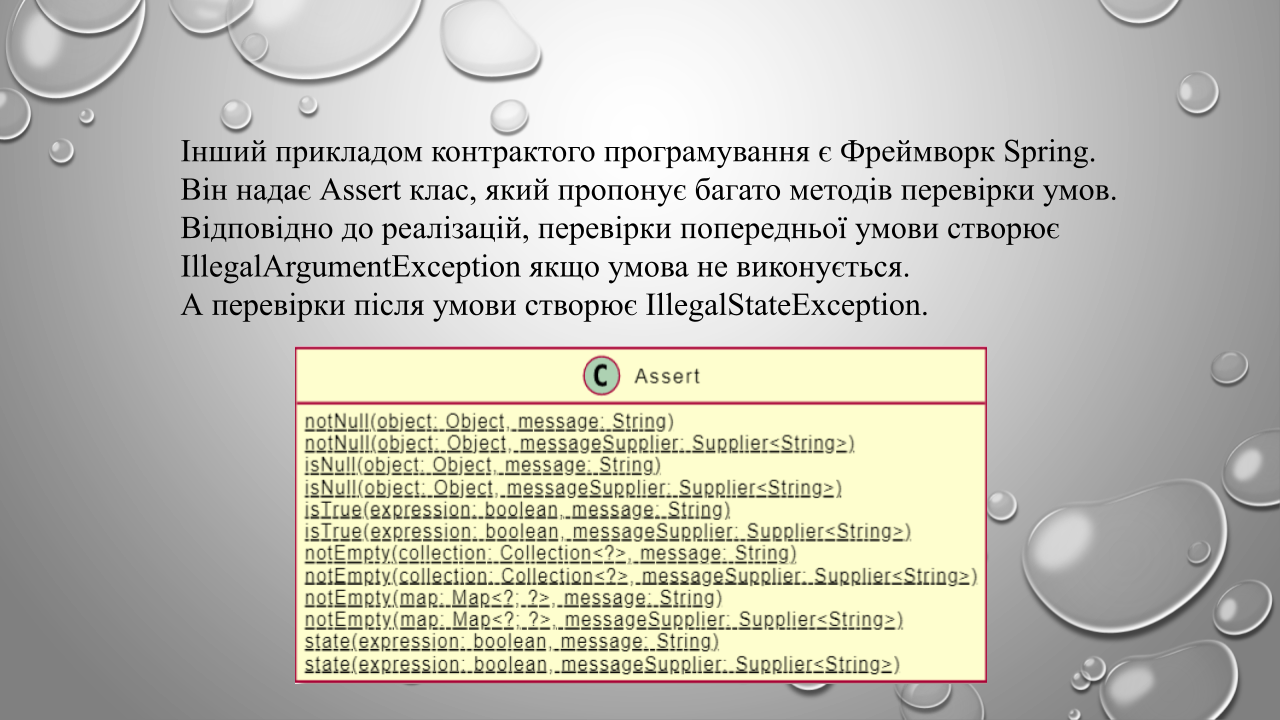 Інший прикладом контрактого програмування є Фреймворк Spring.
Він надає Assert клас, який пропонує багато методів перевірки умов.
Відповідно до реалізацій, перевірки попередньої умови створює
IllegalArgumentException якщо умова не виконується.
А перевірки після умови створює IllegalStateException.
C Assert
notNull(object: Object, message: String)
notNull(object: Object, messageSupplier: Supplier<String>)
isNull(object: Object, message: String)
isNull(object: Object, messageSupplier: Supplier<String>)
isTrue(expression: boolean, message: String)
isTrue(expression: boolean, messageSupplier: Supplier<String>)
notEmpty(collection: Collection<?>, message: String)
notEmpty(collection: Collection<?>, messageSupplier: Supplier<String>)
notEmpty(map: Map<?; ?>, message: String)
notEmpty(map: Map<?; ?>, messageSupplier: Supplier<String>)
state(expression: boolean, message: String)
state(expression: boolean, messageSupplier: Supplier<String>)